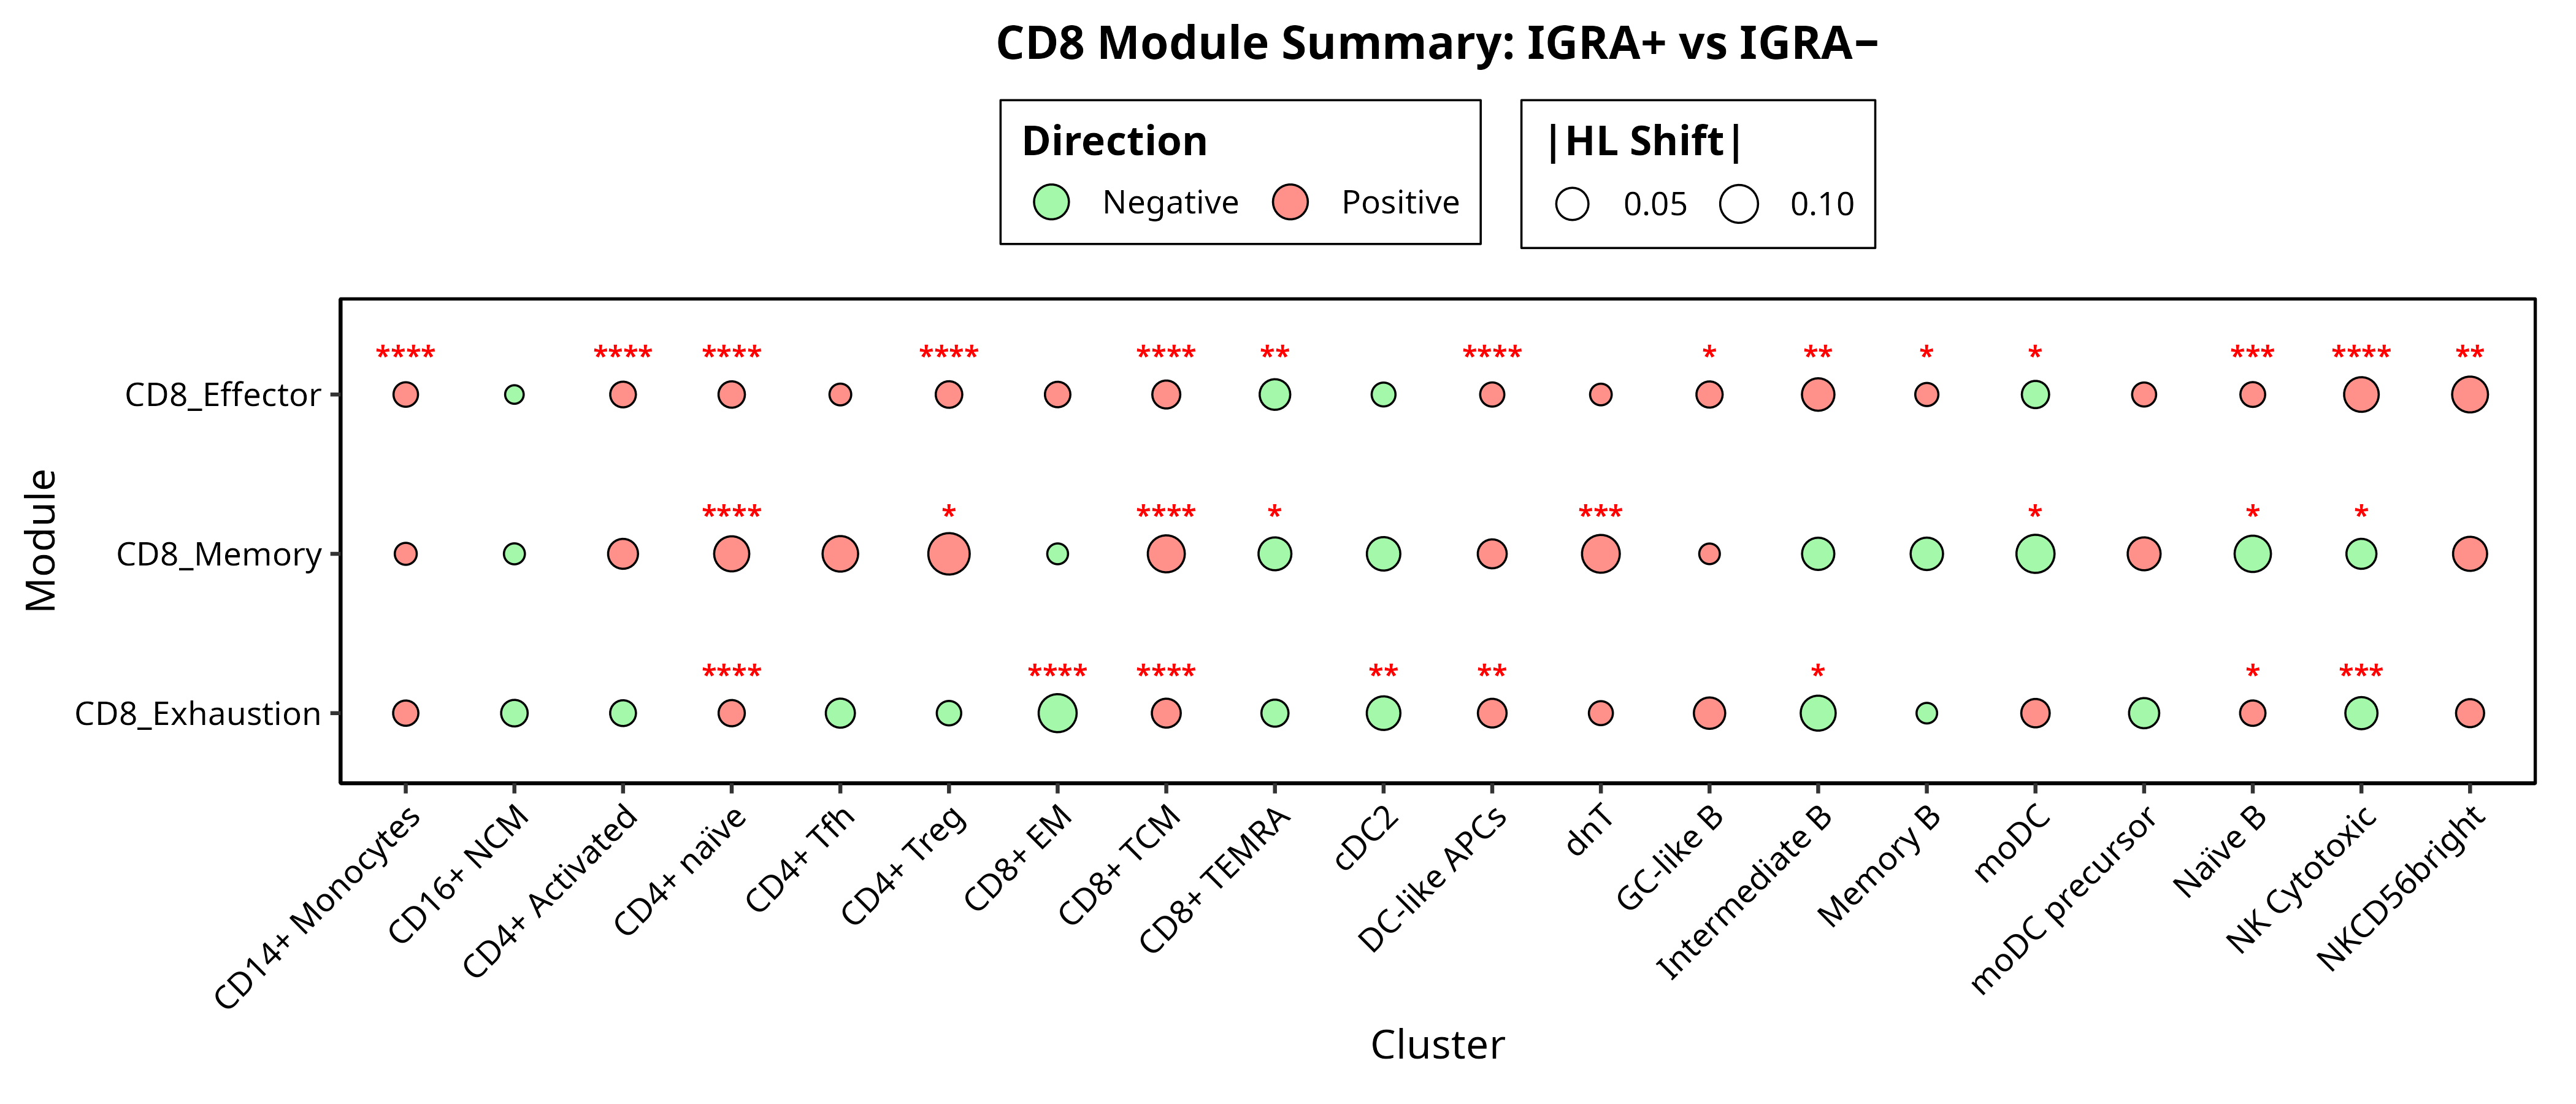 CD8 Module Summary: IGRA+ vs IGRA−
Direction
Negative Positive
|HL Shift|
0.05 0.10
**** **** **** **** **** ** **** * ** * * *** **** **
CD8_Effector
**** * **** * *** * * *
CD8_Memory
**** **** **** ** ** * * ***
CD8_Exhaustion
Module
CD14+ Monocytes
CD16+ NCM
CD4+ Activated
CD4+ naïve
CD4+ Tfh
CD4+ Treg
CD8+ EM
CD8+ TCM
CD8+ TEMRA
cDC2
DC-like APCs
dnT
GC-like B
Intermediate B
Memory B
moDC
moDC precursor
Naïve B
NK Cytotoxic
NKCD56bright
Cluster